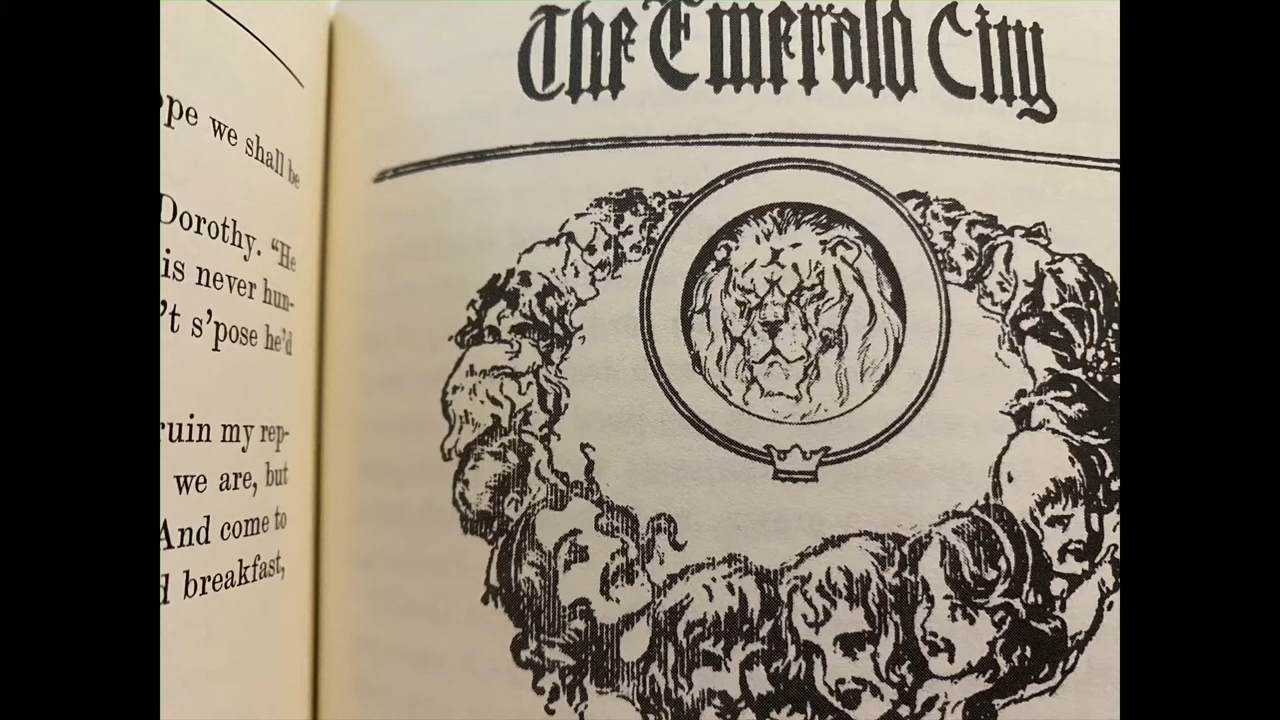 ope we shall be
Dorothy. “He
is never hun-
’t s’pose he’d
ruin my rep-
we are, but
And come to
d breakfast,
The Emerald City